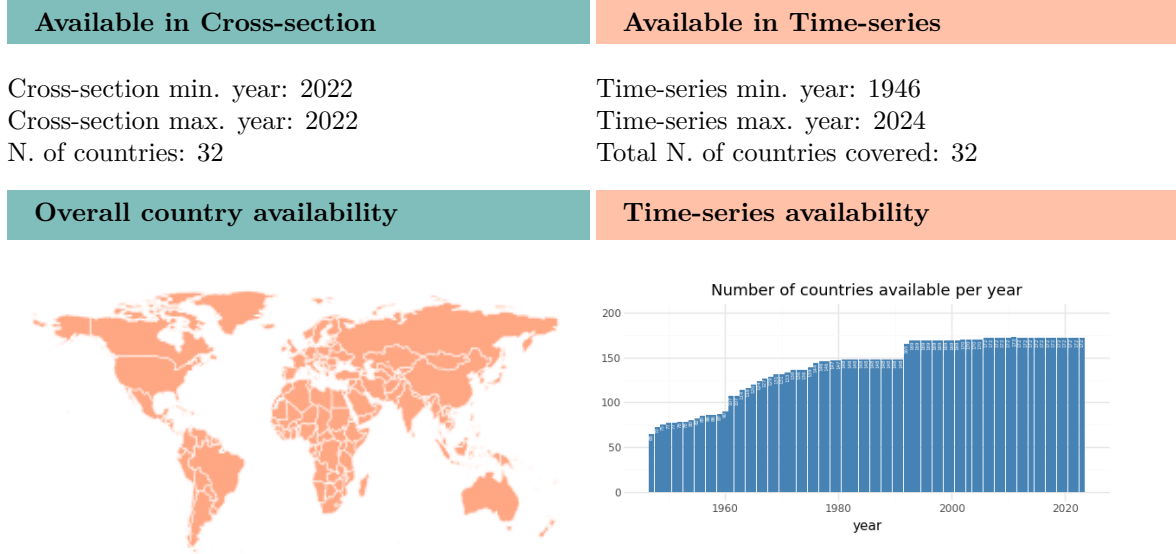 Available in Cross-section
Available in Time-series
Cross-section min. year: 2022
Cross-section max. year: 2022
N. of countries: 32
Time-series min. year: 1946
Time-series max. year: 2024
Total N. of countries covered: 32
Overall country availability
Time-series availability
Number of countries available per year
200
150
100
50
0
1960
1980
2000
2020
year